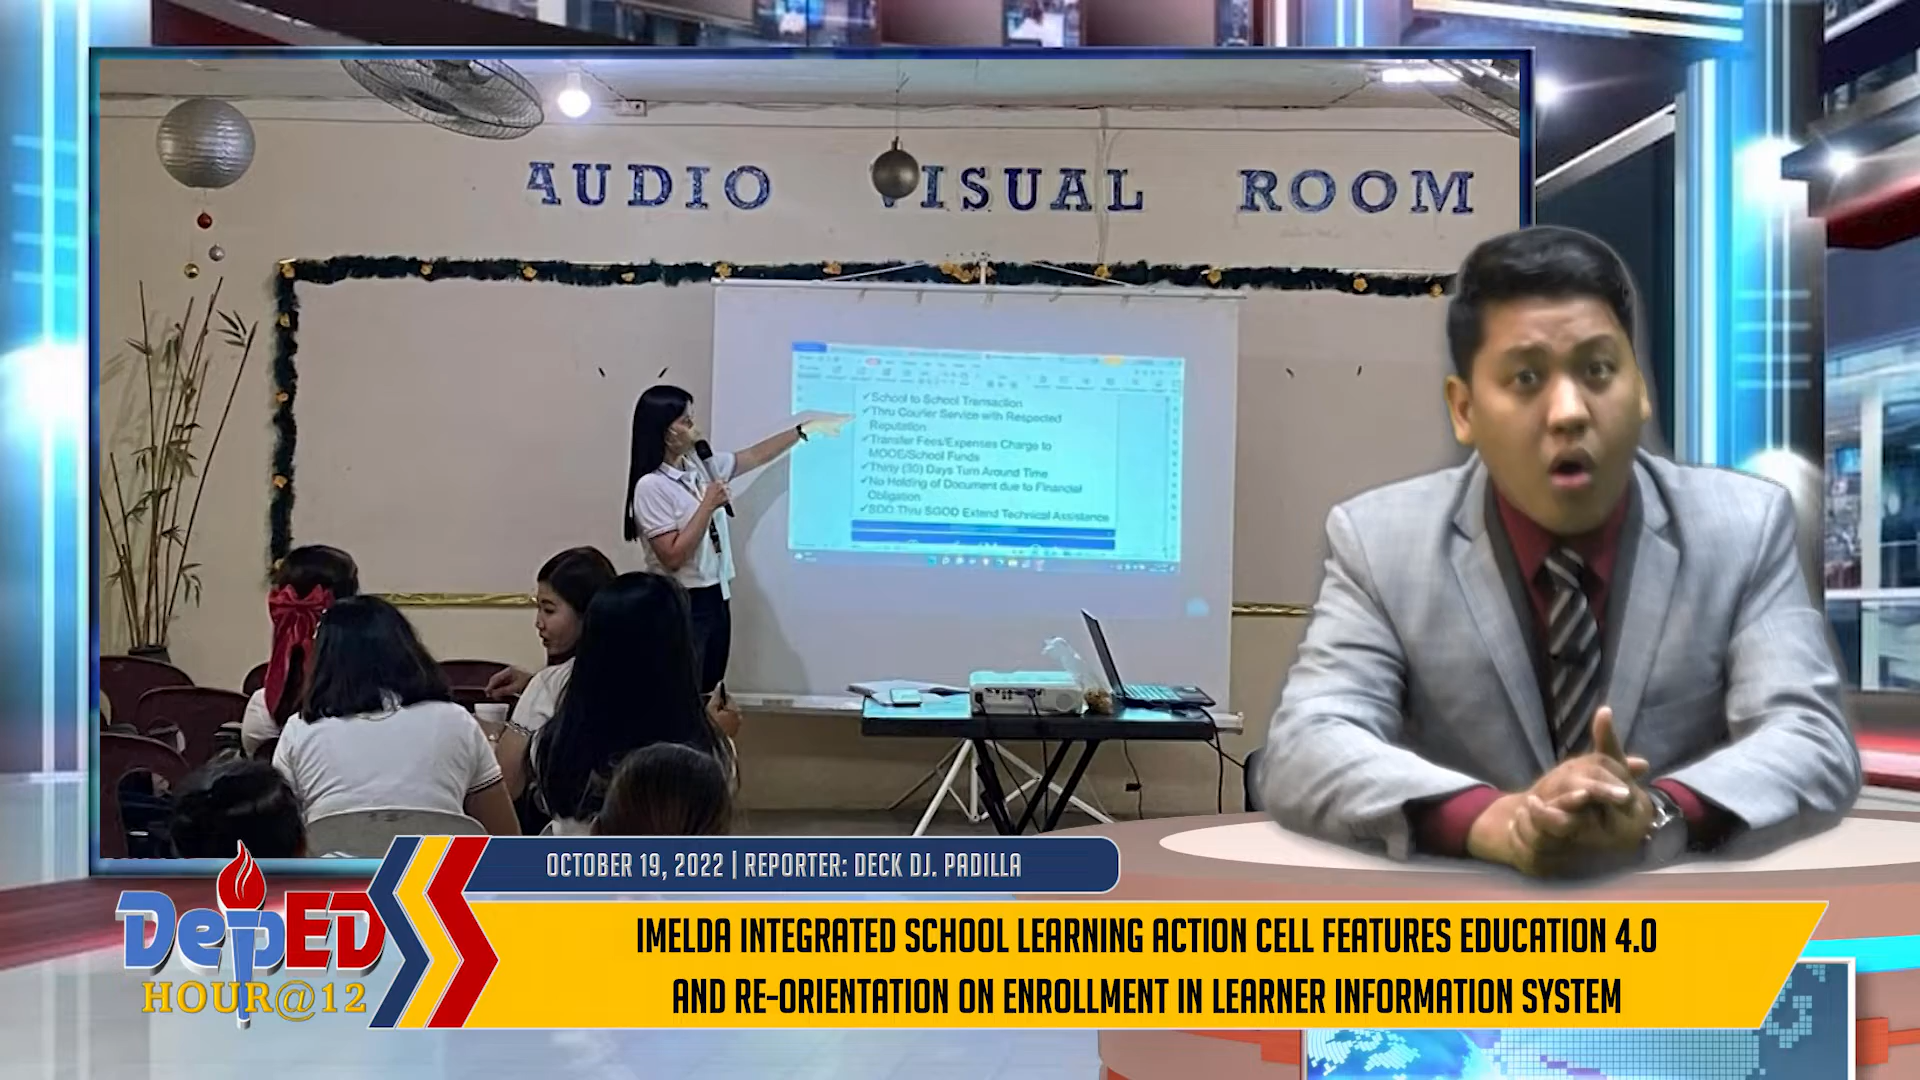 AUDIO VISUAL ROOM
✓School to School Transaction
✓Thru Courier Service with Respected
Reputation
✓Transfer Fees/Expenses Charge to
MOOE/School Funds
✓Thirty (30) Days Turn Around Time
✓No Holding of Document due to Financial
Obligation
✓SDO Thru SGOD Extend Technical Assistance
OCTOBER 19, 2022 | REPORTER: DECK DJ. PADILLA
DepED
HOUR@12
IMELDA INTEGRATED SCHOOL LEARNING ACTION CELL FEATURES EDUCATION 4.0
AND RE-ORIENTATION ON ENROLLMENT IN LEARNER INFORMATION SYSTEM